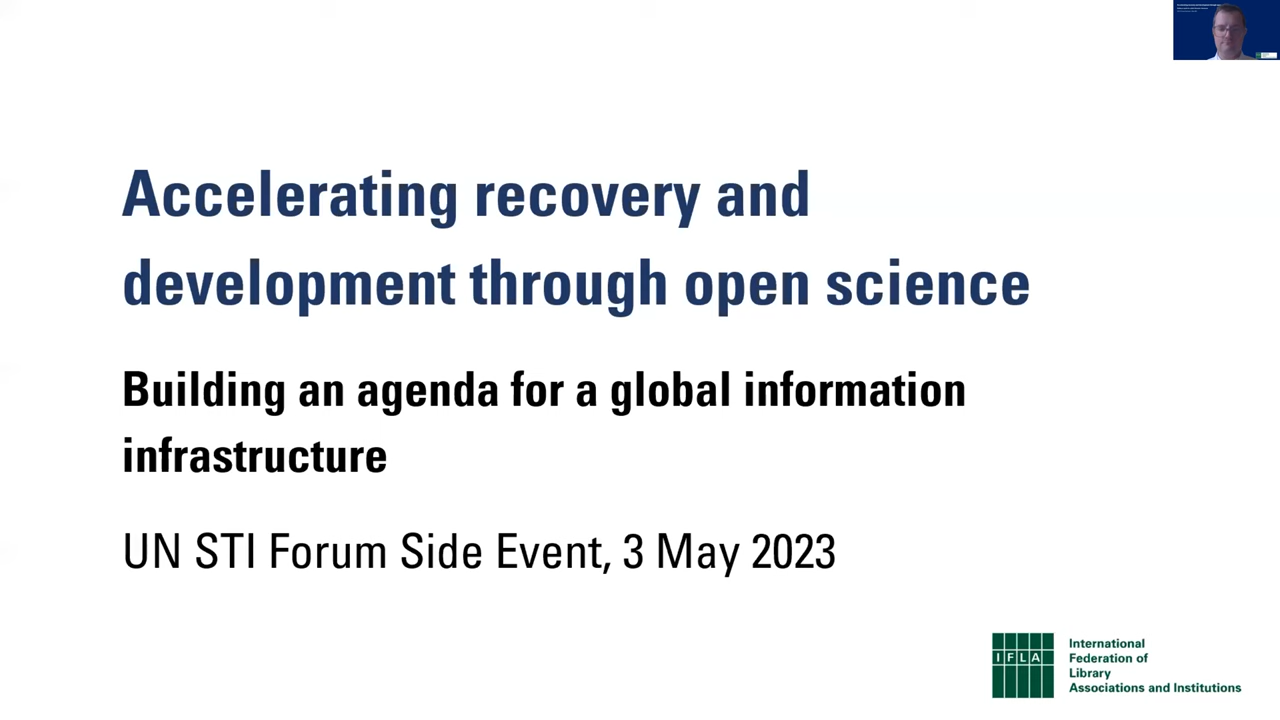 Accelerating recovery and
development through open science
Building an agenda for a global information
infrastructure
UN STI Forum Side Event, 3 May 2023
IFLA
International
Federation of
Library
Associations and Institutions